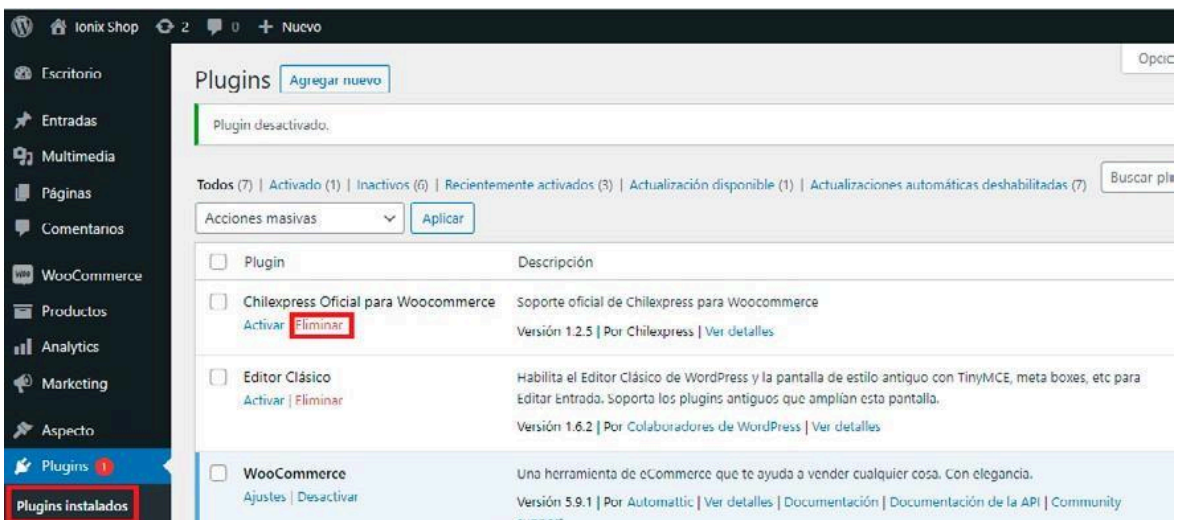 Ionix Shop 2 0 + Nuevo
Escritorio
Entradas
Multimedia
Páginas
Comentarios
WooCommerce
Productos
Analytics
Marketing
Aspecto
Plugins 1
Plugins instalados
Opcic
Plugins Agregar nuevo
Plugin desactivado.
Todos (7) | Activado (1) | Inactivos (6) | Recientemente activados (3) | Actualización disponible (1) | Actualizaciones automáticas deshabilitadas (7)
Buscar plu
Acciones masivas Aplicar
Plugin Descripción
Chilexpress Oficial para Woocommerce Soporte oficial de Chilexpress para Woocommerce
Activar Eliminar
Versión 1.2.5 | Por Chilexpress | Ver detalles
Editor Clásico Habilita el Editor Clásico de WordPress y la pantalla de estilo antiguo con TinyMCE, meta boxes, etc para
Activar | Eliminar Editar Entrada. Soporta los plugins antiguos que amplían esta pantalla.
Versión 1.6.2 | Por Colaboradores de WordPress | Ver detalles
WooCommerce Una herramienta de eCommerce que te ayuda a vender cualquier cosa. Con elegancia.
Ajustes | Desactivar Versión 5.9.1 | Por Automattic | Ver detalles | Documentación | Documentación de la API | Community